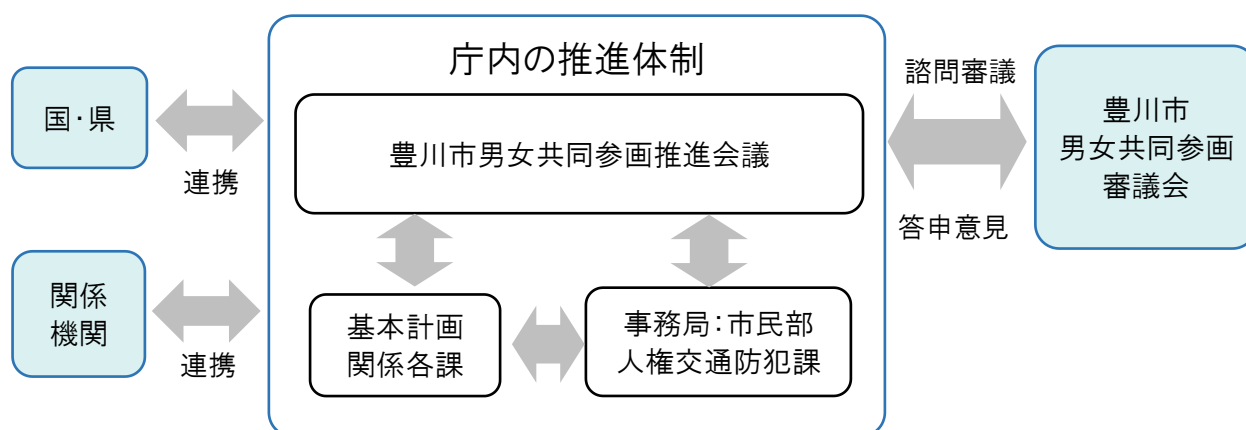 庁内の推進体制
国・県
連携
豊川市男女共同参画推進会議
諮問審議
豊川市
男女共同参画
審議会
答申意見
関係
機関
連携
基本計画
関係各課
事務局：市民部
人権交通防犯課